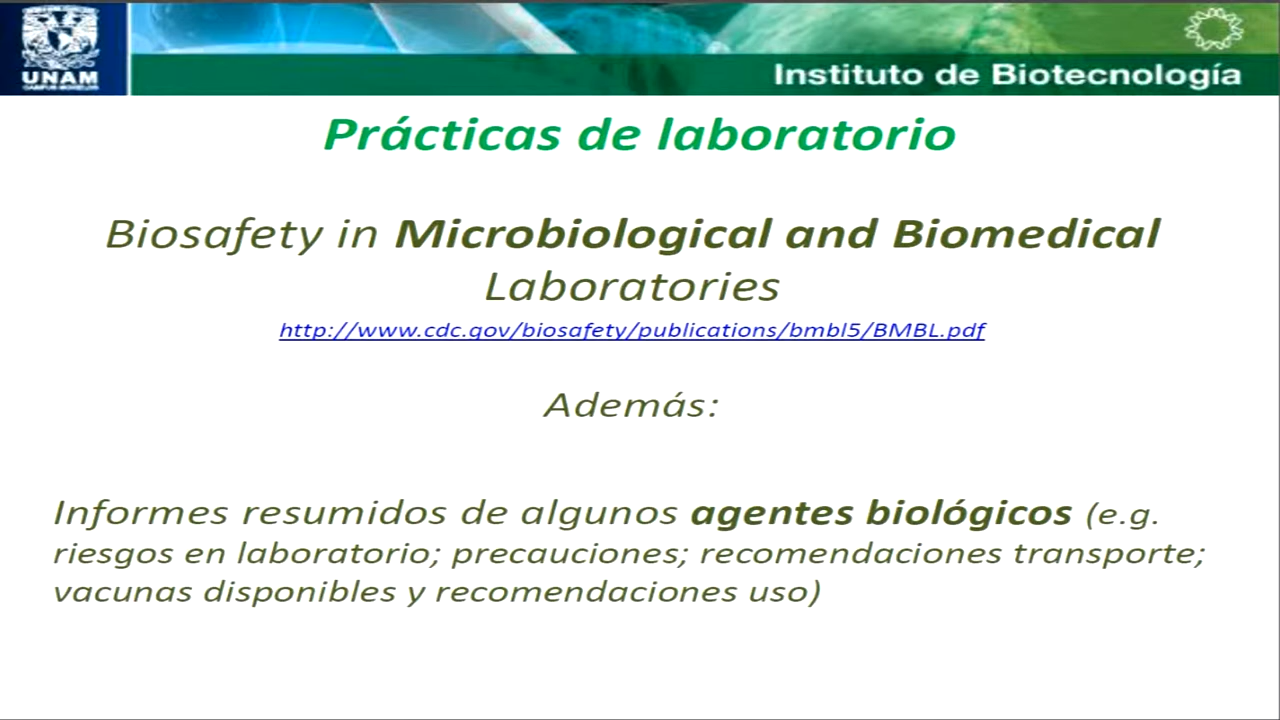 UNAM
CAMPUS MORELOS
Instituto de Biotecnología
Prácticas de laboratorio
Biosafety in Microbiological and Biomedical
Laboratories
http://www.cdc.gov/biosafety/publications/bmbl5/BMBL.pdf
Además:
Informes resumidos de algunos agentes biológicos (e.g.
riesgos en laboratorio; precauciones; recomendaciones transporte;
vacunas disponibles y recomendaciones uso)